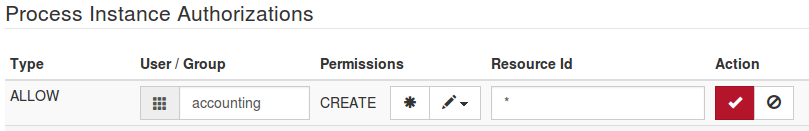 Process Instance Authorizations
Type User / Group Permissions Resource Id Action
ALLOW accounting CREATE *